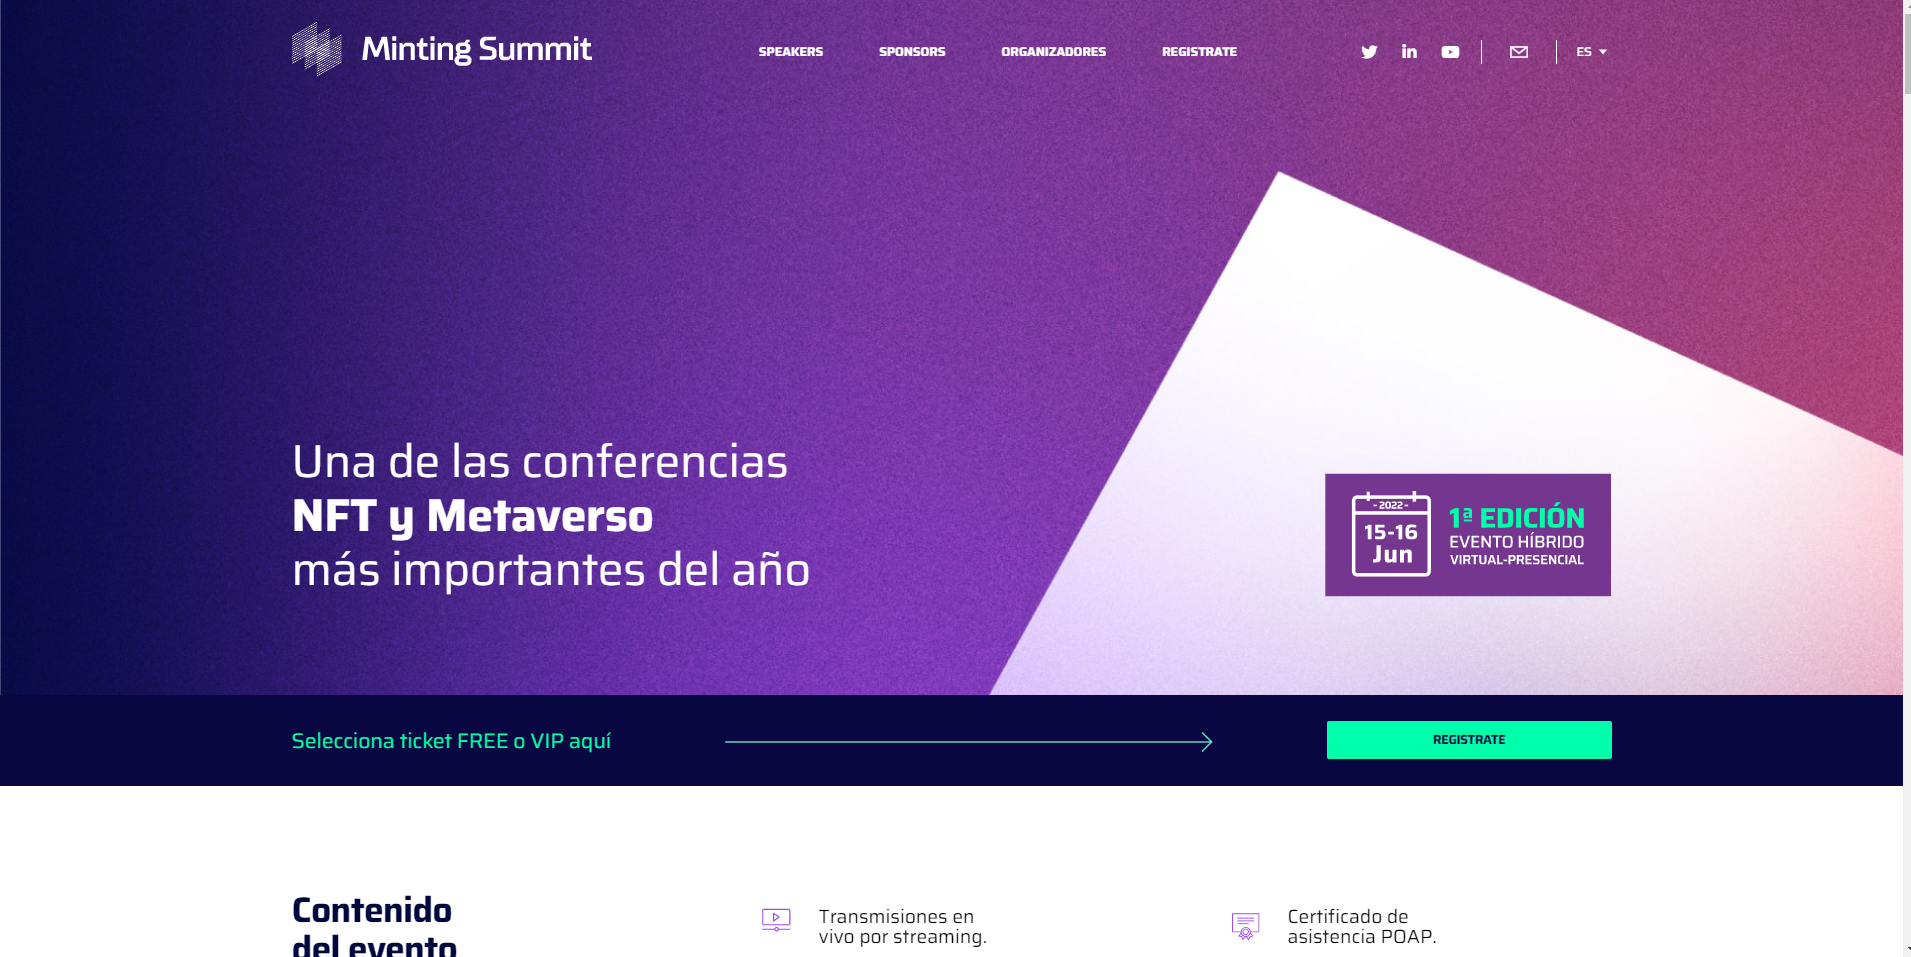 Minting Summit
SPEAKERS
SPONSORS
ORGANIZADORES
REGISTRATE
ES
Una de las conferencias
NFT y Metaverso
más importantes del año
- 2022 -
15-16
Jun
1ª EDICIÓN
EVENTO HÍBRIDO
VIRTUAL-PRESENCIAL
Selecciona ticket FREE o VIP aquí
REGISTRATE
Contenido
del evento
Transmisiones en
vivo por streaming.
Certificado de
asistencia POAP.